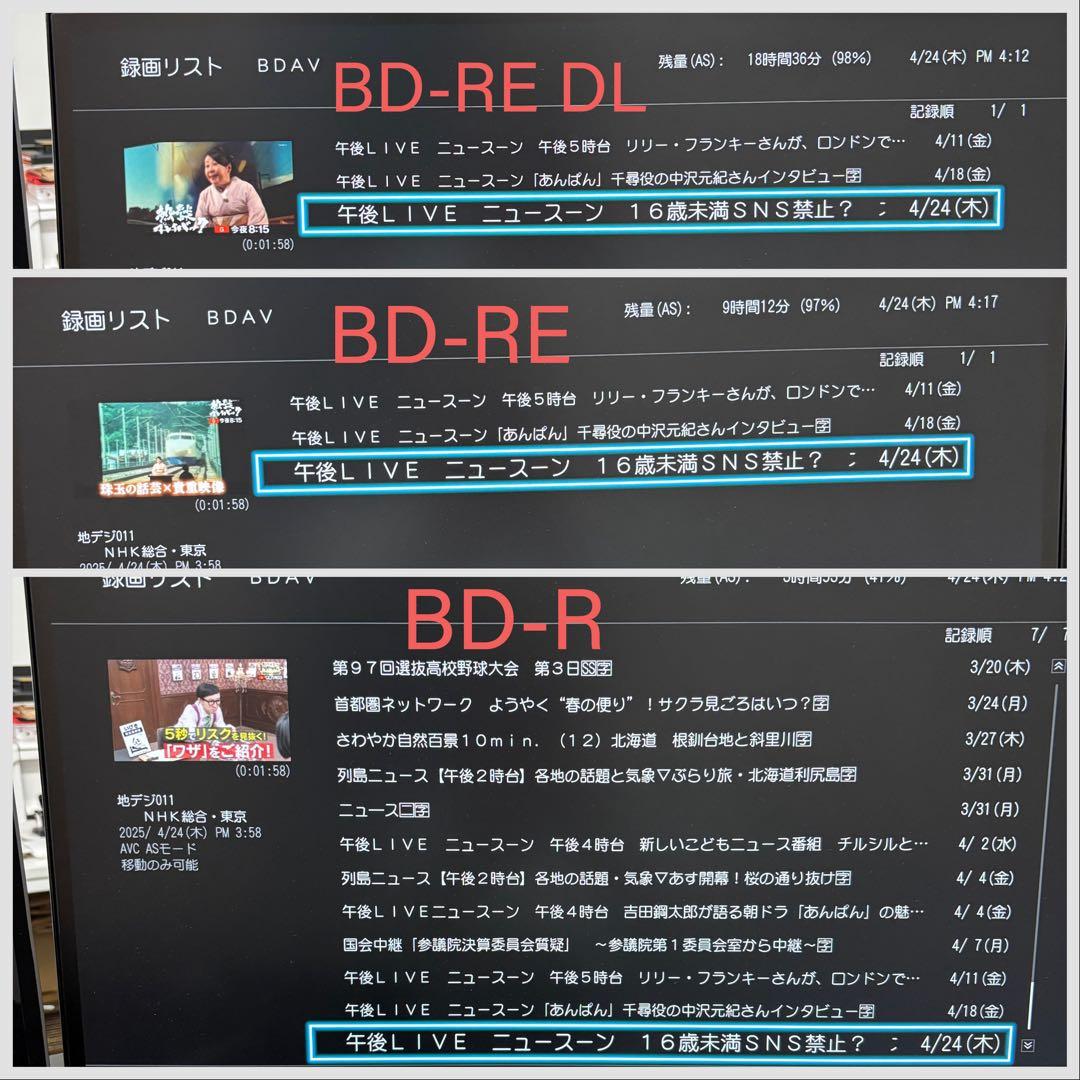 録画リスト BDAV
BD-RE DL
残量(AS): 18時間36分 (98%) 4/24(木) PM 4:12
記録順 1/ 1
午後ＬＩＶＥ ニュースーン 午後５時台 リリー・フランキーさんが、ロンドンで… 4/11(金)
午後ＬＩＶＥ ニュースーン「あんぱん」千尋役の中沢元紀さんインタビュー字 4/18(金)
午後ＬＩＶＥ ニュースーン １６歳未満ＳＮＳ禁止？ 4/24(木)
G 今夜8:15
(0:01:58)
録画リスト BDAV
BD-RE
残量(AS): 9時間12分 (97%) 4/24(木) PM 4:17
記録順 1/ 1
午後ＬＩＶＥ ニュースーン 午後５時台 リリー・フランキーさんが、ロンドンで… 4/11(金)
午後ＬＩＶＥ ニュースーン「あんぱん」千尋役の中沢元紀さんインタビュー字 4/18(金)
午後ＬＩＶＥ ニュースーン １６歳未満ＳＮＳ禁止？ 4/24(木)
今夜8:15
珠玉の話芸×貴重映像
(0:01:58)
地デジ011
NHK総合・東京
2025/ 4/24(木) PM 3:58
録画リスト BDAV
BD-R
記録順 7/ 7
第９７回選抜高校野球大会 第３日SS字 3/20(木)
首都圏ネットワーク ようやく“春の便り”！サクラ見ごろはいつ？字 3/24(月)
さわやか自然百景１０ｍｉｎ．（１２）北海道 根釧台地と斜里川字 3/27(木)
列島ニュース【午後２時台】各地の話題と気象▽ぶらり旅・北海道利尻島字 3/31(月)
ニュース二字 3/31(月)
午後ＬＩＶＥ ニュースーン 午後４時台 新しいこどもニュース番組 チルシルと… 4/ 2(水)
列島ニュース【午後２時台】各地の話題・気象▽あす開幕！桜の通り抜け字 4/ 4(金)
午後ＬＩＶＥニュースーン 午後４時台 吉田鋼太郎が語る朝ドラ「あんぱん」の魅… 4/ 4(金)
国会中継「参議院決算委員会質疑」 ～参議院第１委員会室から中継～字 4/ 7(月)
午後ＬＩＶＥ ニュースーン 午後５時台 リリー・フランキーさんが、ロンドンで… 4/11(金)
午後ＬＩＶＥ ニュースーン「あんぱん」千尋役の中沢元紀さんインタビュー字 4/18(金)
午後ＬＩＶＥ ニュースーン １６歳未満ＳＮＳ禁止？ 4/24(木)
5秒でリスクを見抜く!
「ワザ」をご紹介!
(0:01:58)
地デジ011
NHK総合・東京
2025/ 4/24(木) PM 3:58
AVC ASモード
移動のみ可能